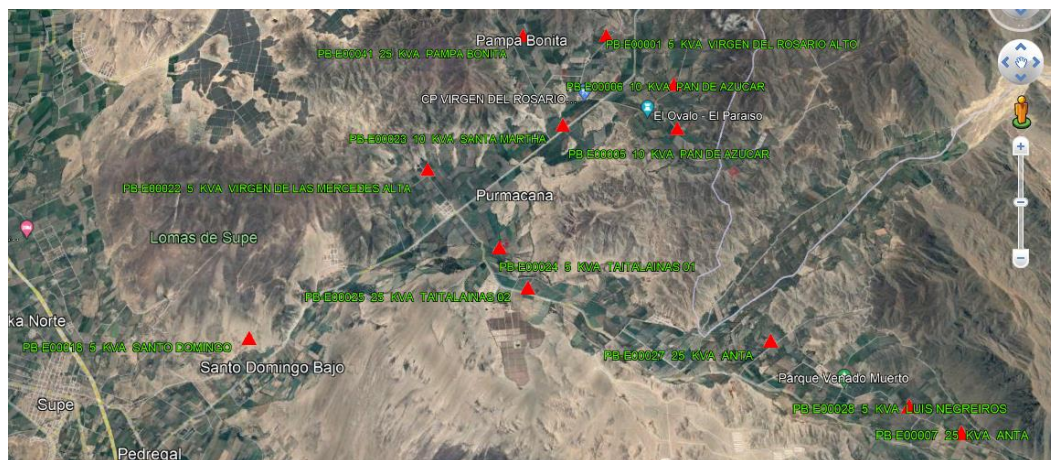 Pampa Bonita
PB-E00001 5 KVA VIRGEN DEL ROSARIO ALTO
PB-E00041 25 KVA PAMPA BONITA
PB-E00006 10 KVA PAN DE AZUCAR
CP VIRGEN DEL ROSARIO...
El Ovalo - El Paraiso
PB-E00023 10 KVA SANTA MARTHA
PB-E00005 10 KVA PAN DE AZUCAR
PB-E00022 5 KVA VIRGEN DE LAS MERCEDES ALTA
Purmacana
Lomas de Supe
PB-E00024 5 KVA TAITALAINAS 01
PB-E00025 25 KVA TAITALAINAS 02
ka Norte
PB-E00018 5 KVA SANTO DOMINGO
PB-E00027 25 KVA ANTA
Santo Domingo Bajo
Parque Venado Muerto
Supe
PB-E00028 5 KVA LUIS NEGREIROS
PB-E00007 25 KVA ANTA
Pedregal